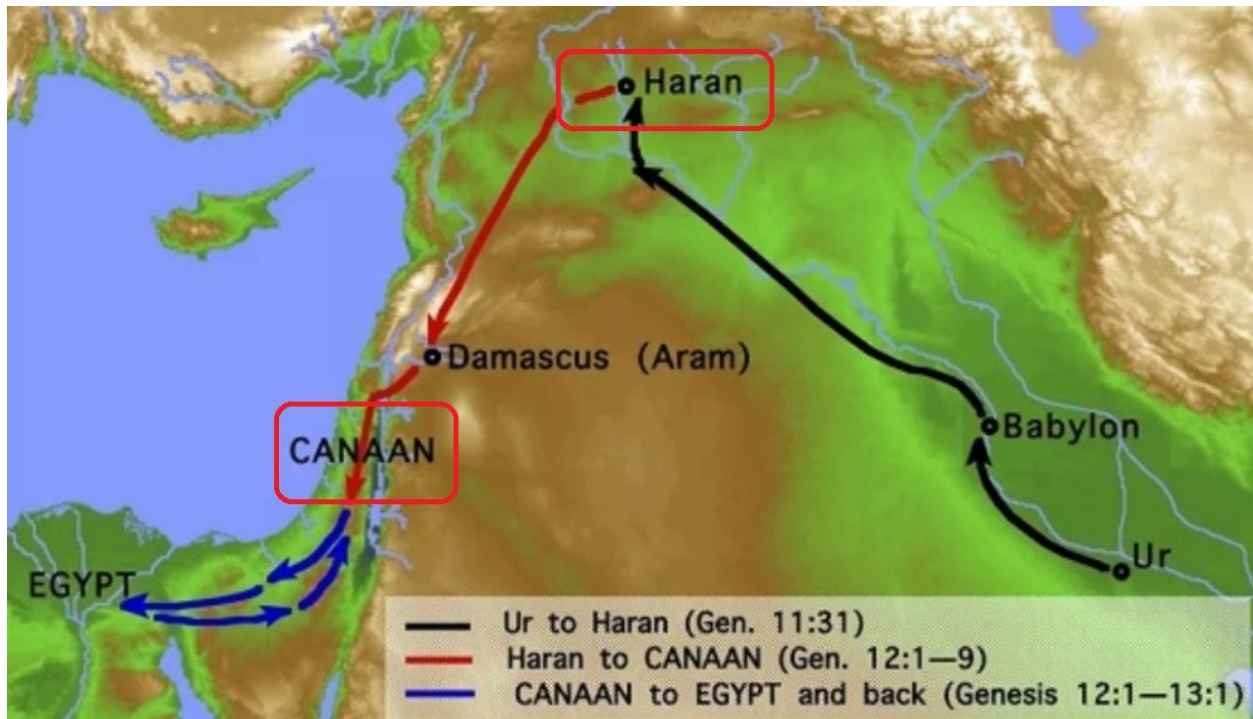 Haran
Damascus (Aram)
CANAAN
Babylon
Ur
EGYPT
Ur to Haran (Gen. 11:31)
Haran to CANAAN (Gen. 12:1—9)
CANAAN to EGYPT and back (Genesis 12:1—13:1)